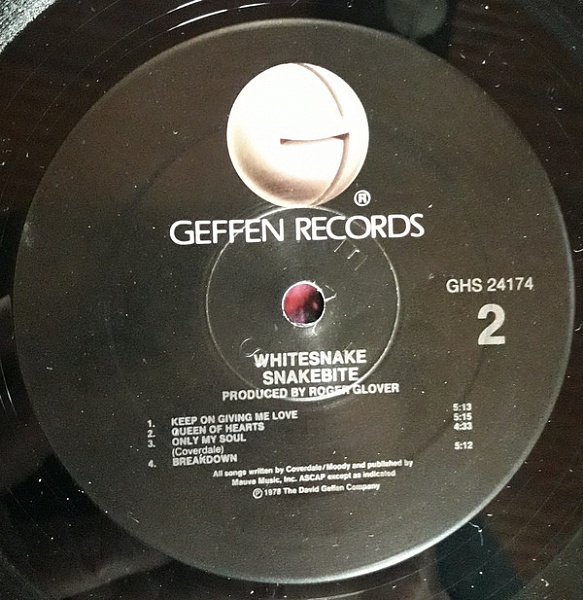 ®
GEFFEN RECORDS
GHS 24174
2
WHITESNAKE
SNAKEBITE
PRODUCED BY ROGER GLOVER
1. KEEP ON GIVING ME LOVE 5:13
2. QUEEN OF HEARTS 5:15
3. ONLY MY SOUL 4:33
(Coverdale)
4. BREAKDOWN 5:12
All songs written by Coverdale/Moody and published by
Mauve Music, Inc. ASCAP except as indicated
Ⓟ 1978 The David Geffen Company